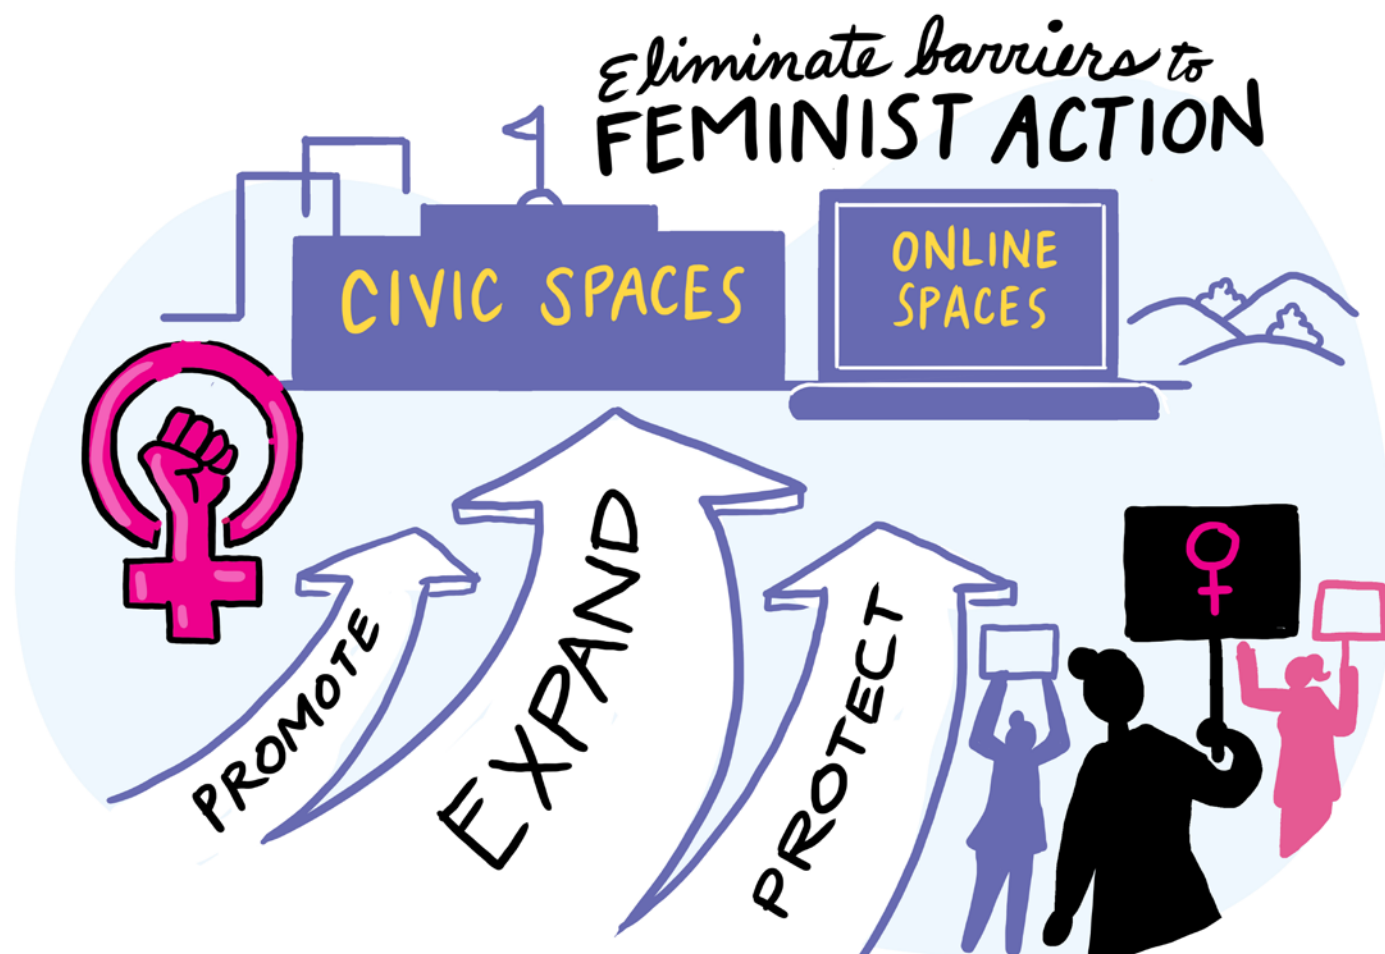 Eliminate barriers to
FEMINIST ACTION
CIVIC SPACES
ONLINE
SPACES
PROMOTE
EXPAND
PROTECT